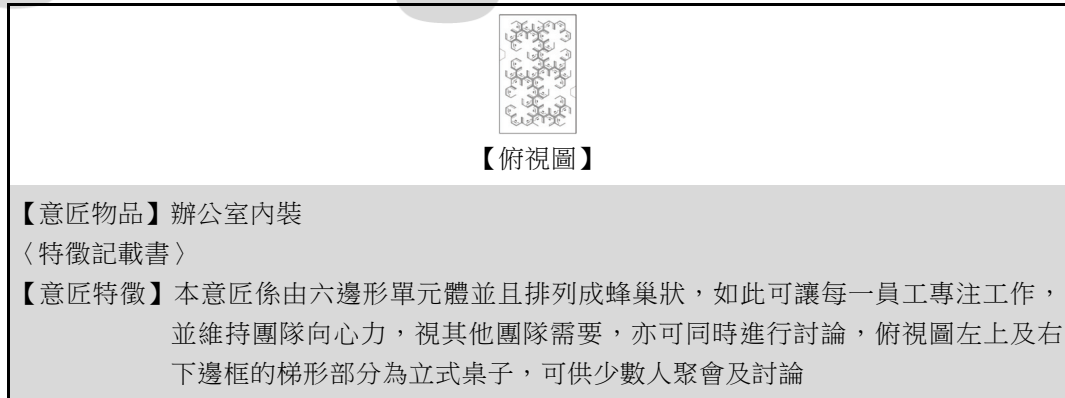 【俯視圖】
【意匠物品】辦公室內裝
〈特徵記載書〉
【意匠特徵】本意匠係由六邊形單元體並且排列成蜂巢狀，如此可讓每一員工專注工作，
並維持團隊向心力，視其他團隊需要，亦可同時進行討論，俯視圖左上及右
下邊框的梯形部分為立式桌子，可供少數人聚會及討論